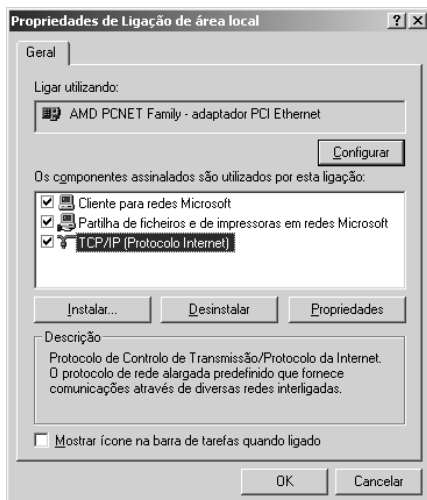 Propriedades de Ligação de área local
Geral
Ligar utilizando:
AMD PCNET Family - adaptador PCI Ethernet
Configurar
Os componentes assinalados são utilizados por esta ligação:
Cliente para redes Microsoft
Partilha de ficheiros e de impressoras em redes Microsoft
TCP/IP (Protocolo Internet)
Instalar... Desinstalar Propriedades
Descrição
Protocolo de Controlo de Transmissão/Protocolo da Internet.
O protocolo de rede alargada predefinido que fornece
comunicações através de diversas redes interligadas.
Mostrar ícone na barra de tarefas quando ligado
OK Cancelar